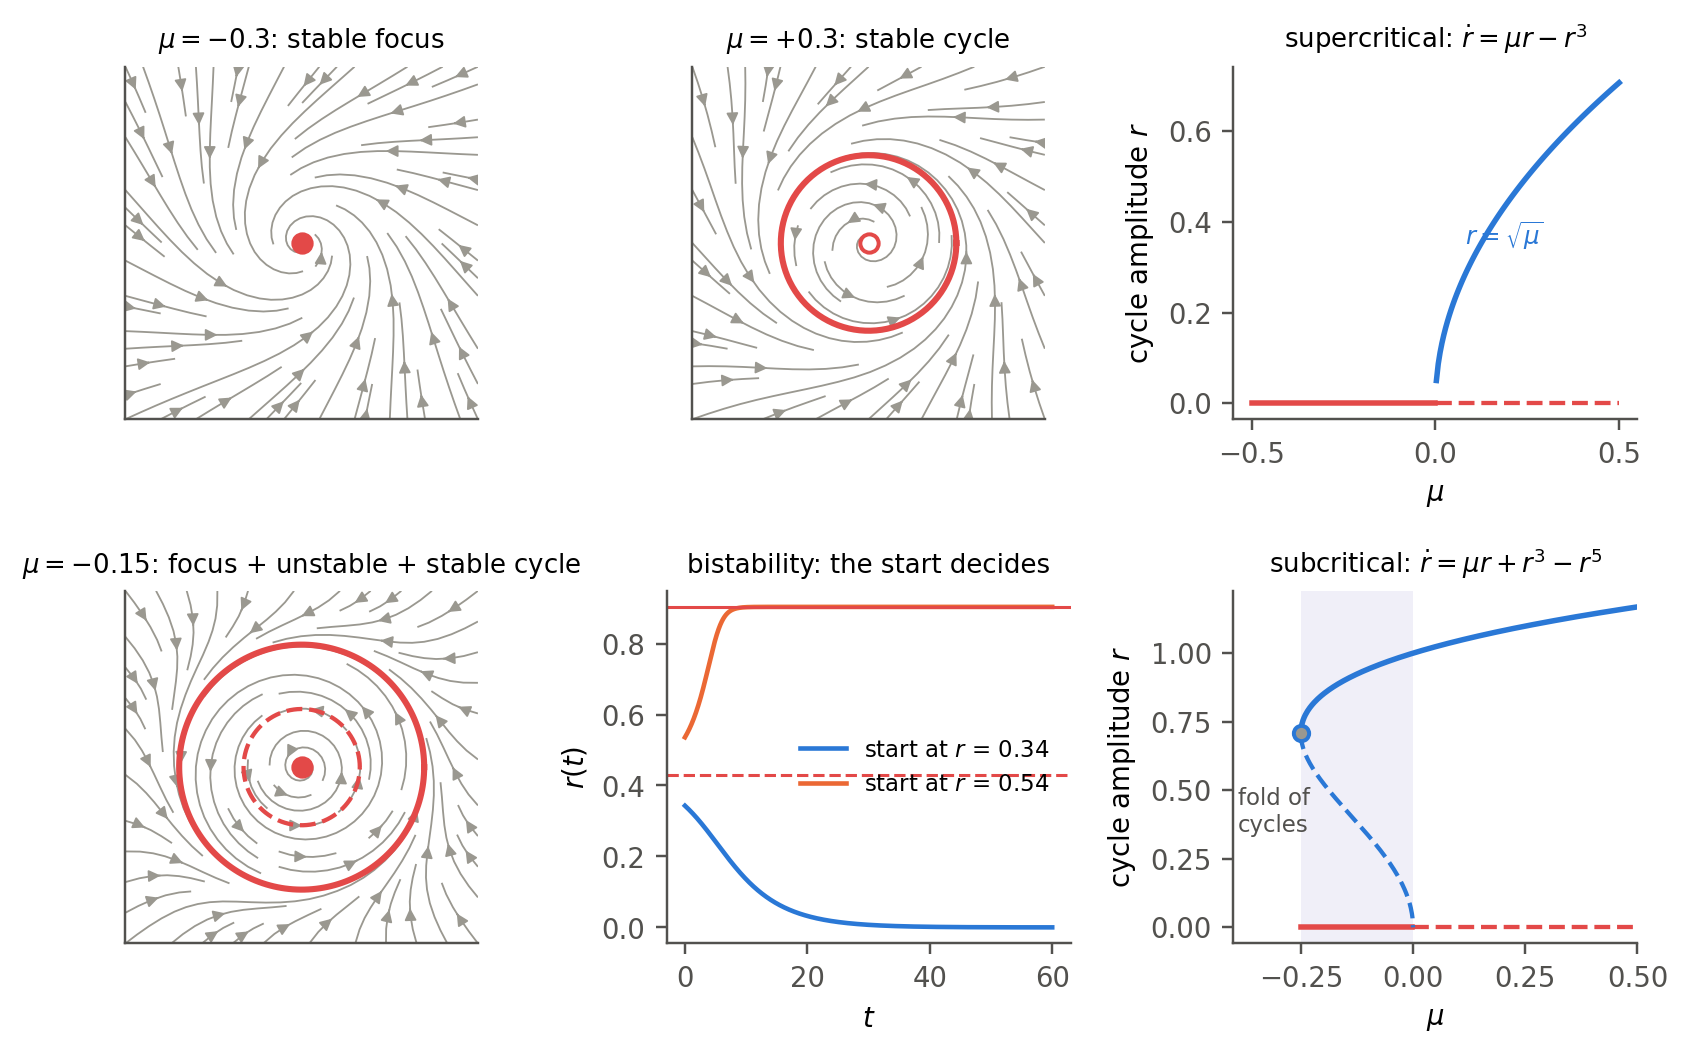 μ = −0.3: stable focus
μ = +0.3: stable cycle
supercritical: ṙ = μr − r³
cycle amplitude r
0.6
0.4
0.2
0.0
r = √μ
−0.5
0.0
0.5
μ
μ = −0.15: focus + unstable + stable cycle
bistability: the start decides
r(t)
0.8
0.6
0.4
0.2
0.0
start at r = 0.34
start at r = 0.54
0
20
40
60
t
subcritical: ṙ = μr + r³ − r⁵
cycle amplitude r
1.00
0.75
0.50
0.25
0.00
fold of
cycles
−0.25
0.00
0.25
0.50
μ